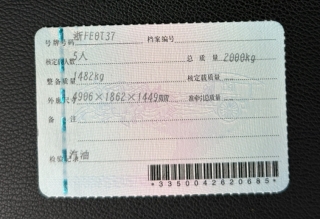 号牌号码 浙FE0T37 档案编号
核定载人数 5人 总质量 2000kg
整备质量 1482kg 核定载质量
外廓尺寸 4906×1862×1449mm 准牵引总质量
备注
检验记录 汽油
*3350042620685*